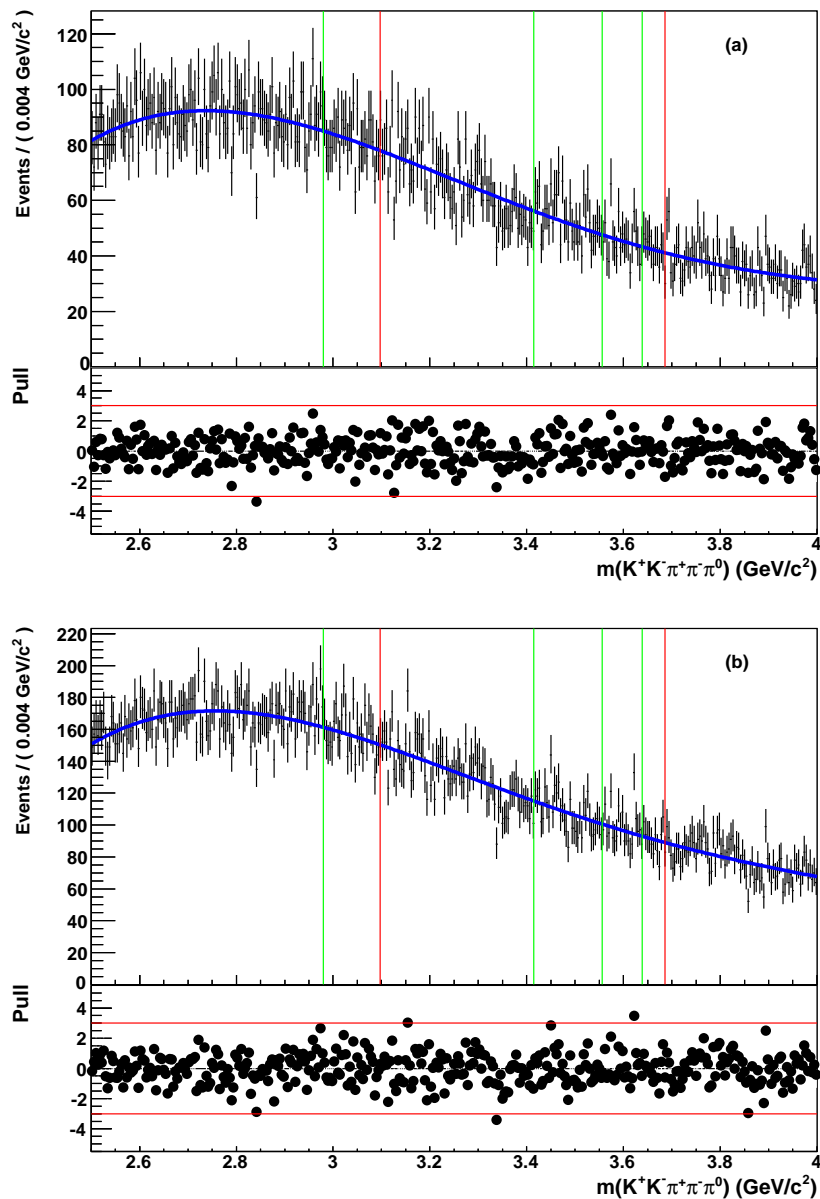 Events / ( 0.004 GeV/c² )
120
100
80
60
40
20
0
(a)
Pull
4
2
0
-2
-4
2.6 2.8 3 3.2 3.4 3.6 3.8 4
m(K⁺K⁻π⁺π⁻π⁰) (GeV/c²)
Events / ( 0.004 GeV/c² )
220
200
180
160
140
120
100
80
60
40
20
0
(b)
Pull
4
2
0
-2
-4
2.6 2.8 3 3.2 3.4 3.6 3.8 4
m(K⁺K⁻π⁺π⁻π⁰) (GeV/c²)